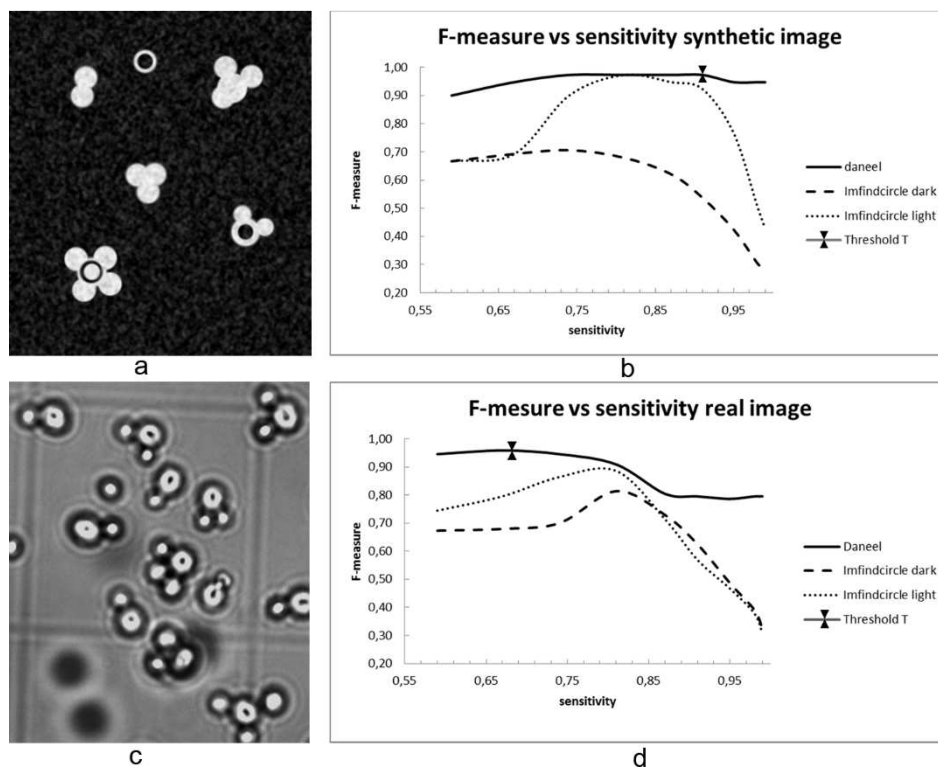 F-measure vs sensitivity synthetic image
1,00
0,90
0,80
0,70
0,60
0,50
0,40
0,30
0,20
F-measure
0,55
0,65
0,75
0,85
0,95
sensitivity
daneel
Imfindcircle dark
Imfindcircle light
Threshold T
a
b
F-mesure vs sensitivity real image
1,00
0,90
0,80
0,70
0,60
0,50
0,40
0,30
0,20
F-measure
0,55
0,65
0,75
0,85
0,95
sensitivity
Daneel
Imfindcircle dark
Imfindcircle light
Threshold T
c
d